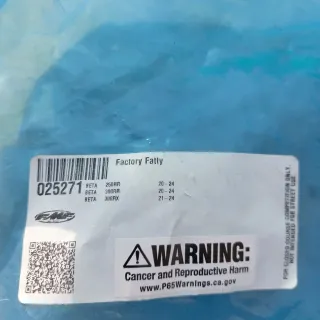 Factory Fatty
025271
BETA 250RR 20-24
BETA 300RR 20-24
BETA 300RX 21-24
FMF
WARNING:
Cancer and Reproductive Harm
www.P65Warnings.ca.gov
FOR CLOSED COURSE COMPETITION ONLY.
NOT INTENDED FOR STREET USE.